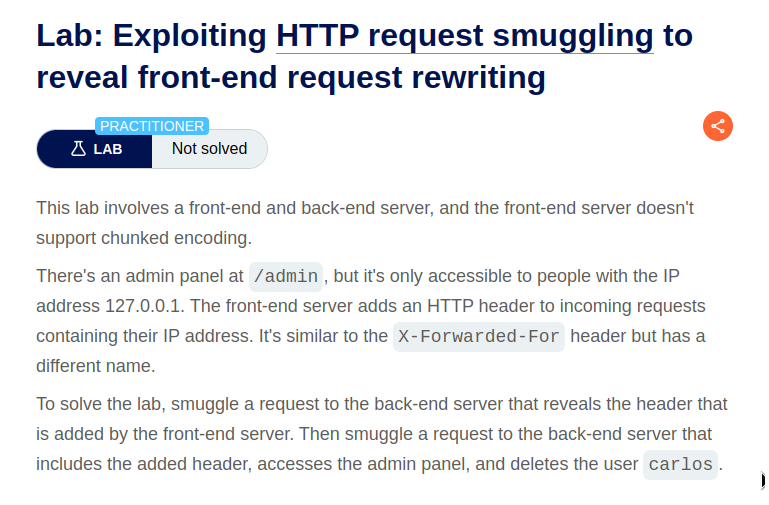 Lab: Exploiting HTTP request smuggling to
reveal front-end request rewriting
PRACTITIONER
LAB Not solved
This lab involves a front-end and back-end server, and the front-end server doesn't
support chunked encoding.
There's an admin panel at /admin, but it's only accessible to people with the IP
address 127.0.0.1. The front-end server adds an HTTP header to incoming requests
containing their IP address. It's similar to the X-Forwarded-For header but has a
different name.
To solve the lab, smuggle a request to the back-end server that reveals the header that
is added by the front-end server. Then smuggle a request to the back-end server that
includes the added header, accesses the admin panel, and deletes the user carlos.